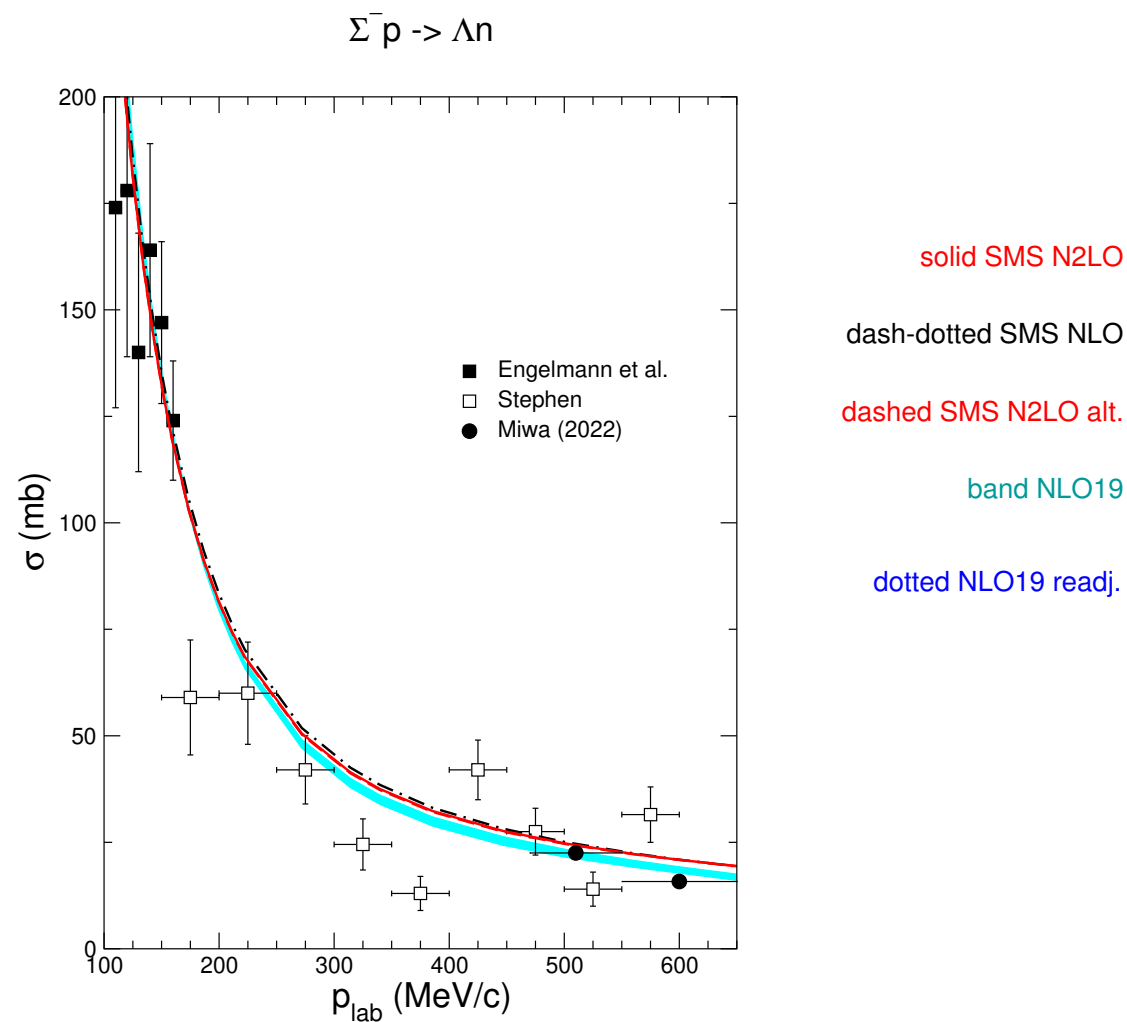 Σ⁻p -> Λn
200
150
100
50
0
100
200
300
400
500
600
σ (mb)
p_lab (MeV/c)
Engelmann et al.
Stephen
Miwa (2022)
solid SMS N2LO
dash-dotted SMS NLO
dashed SMS N2LO alt.
band NLO19
dotted NLO19 readj.